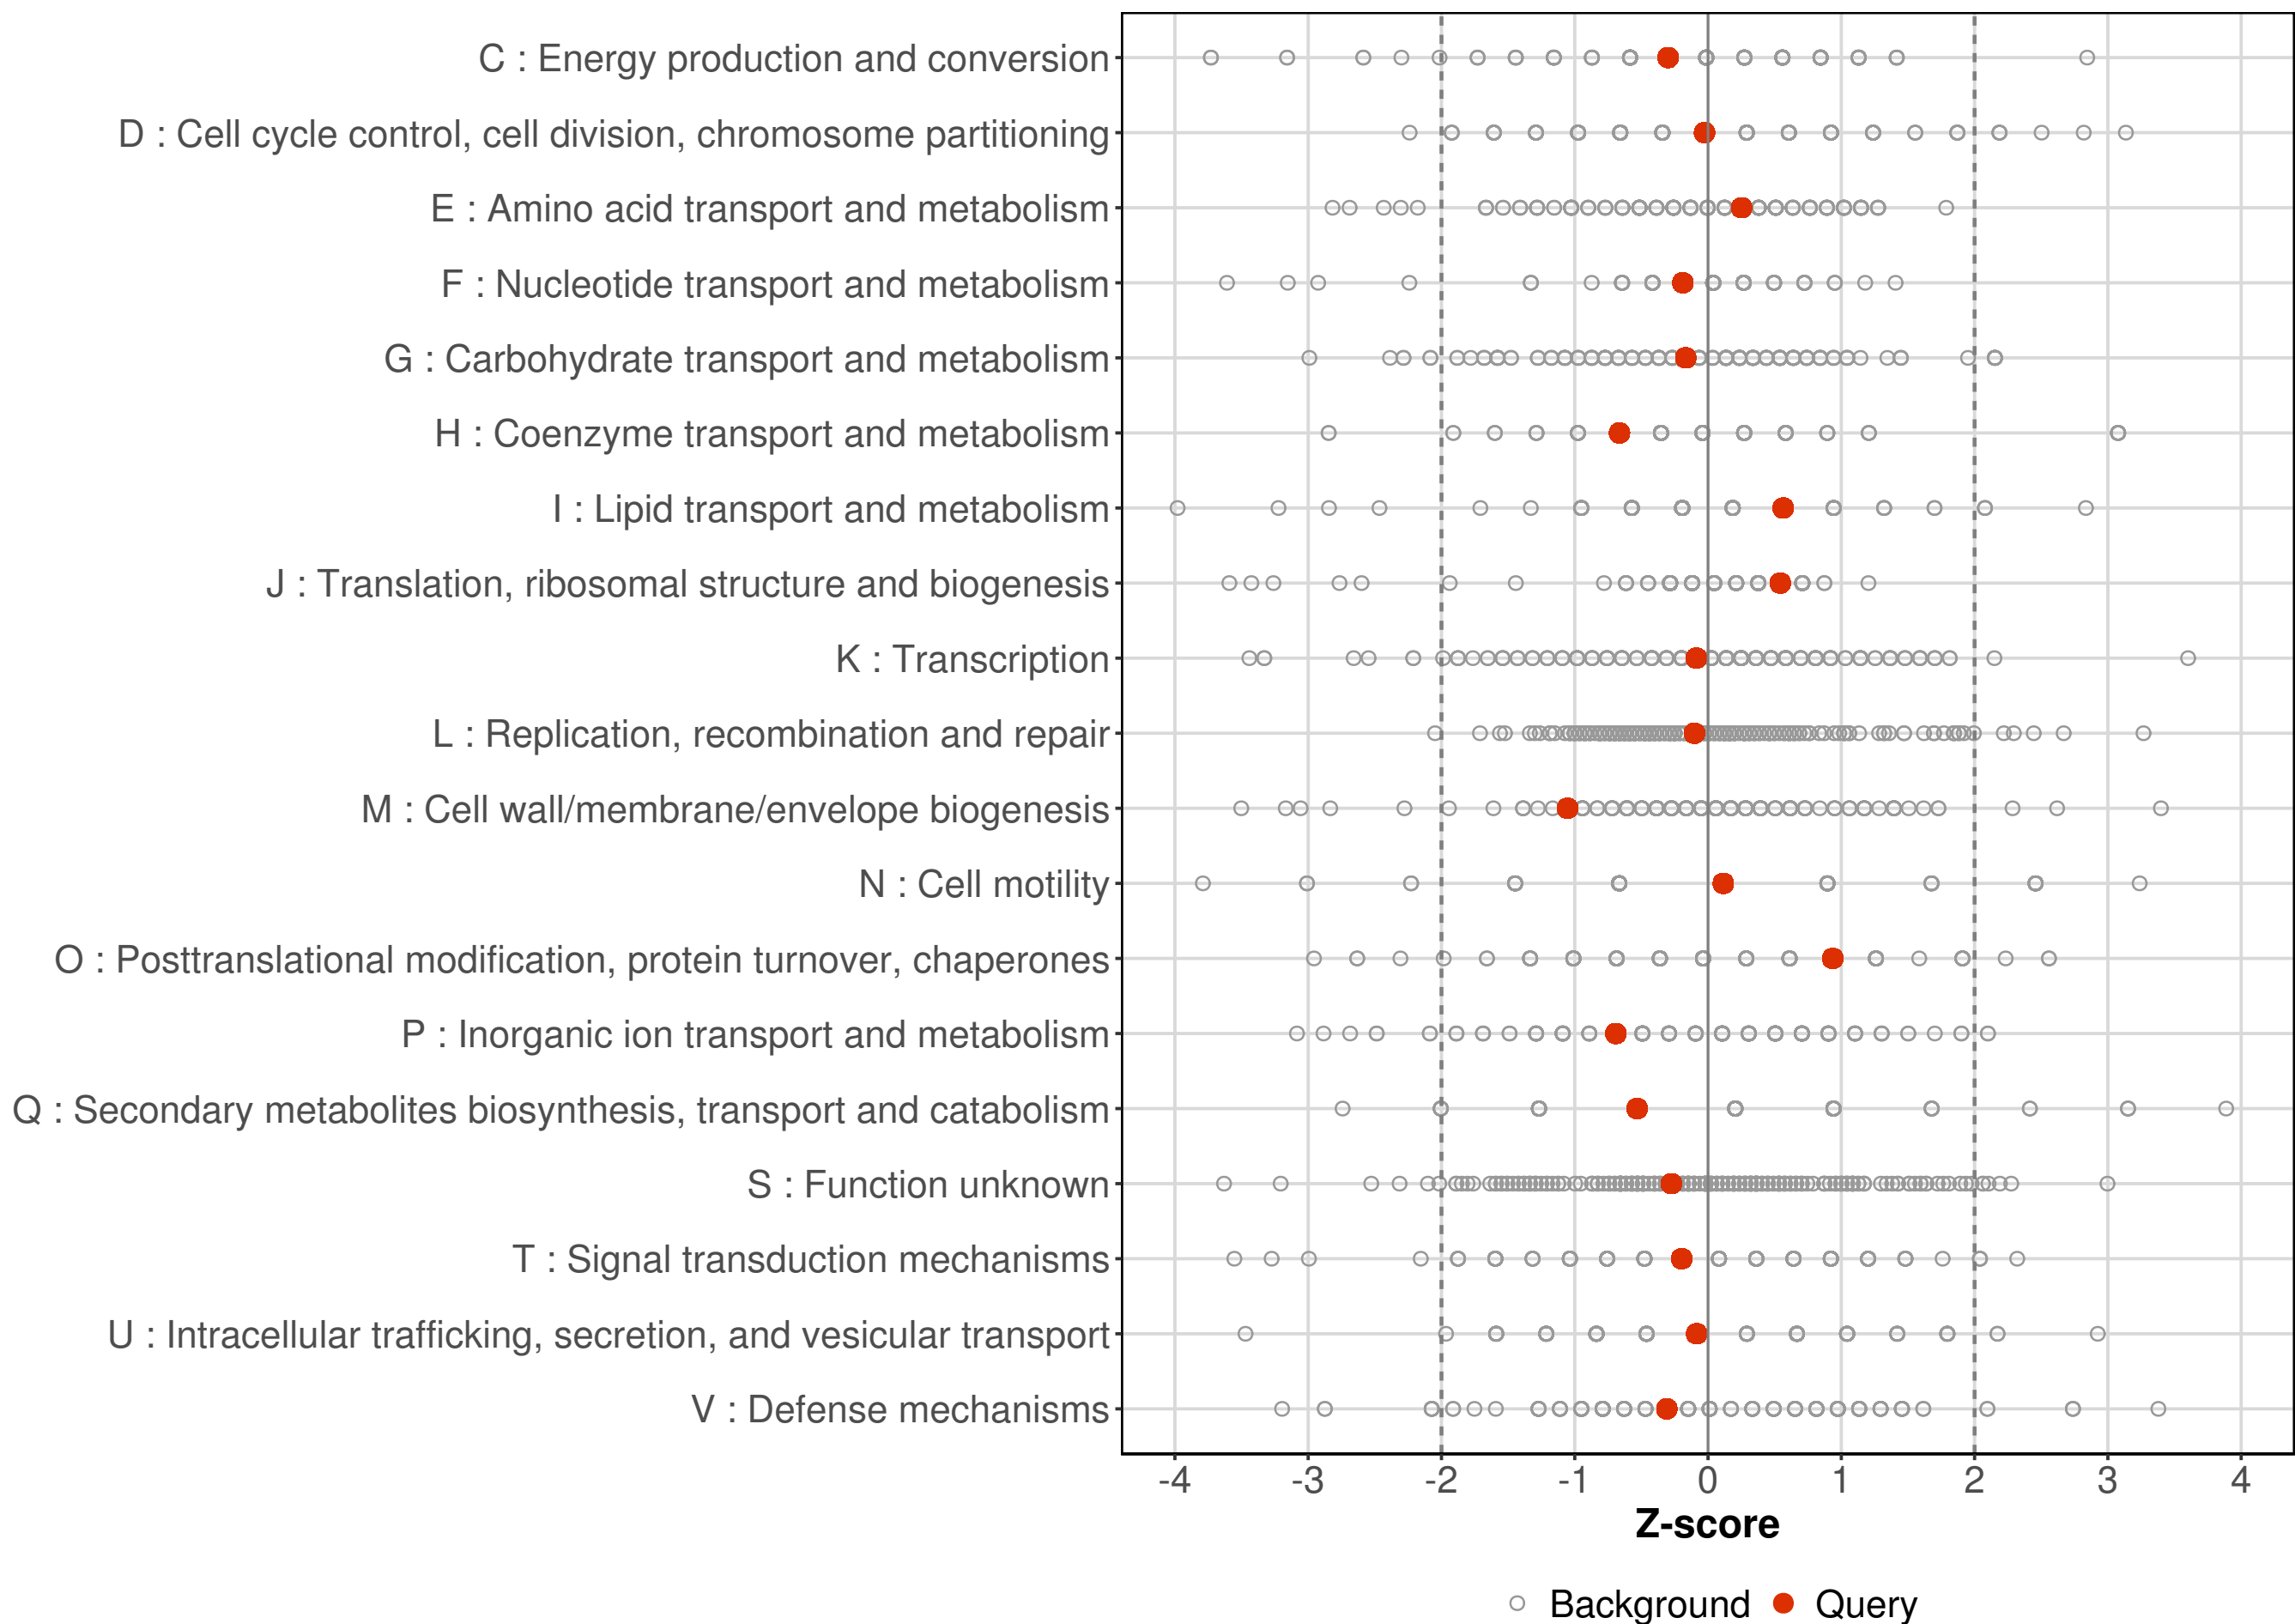 C : Energy production and conversion
D : Cell cycle control, cell division, chromosome partitioning
E : Amino acid transport and metabolism
F : Nucleotide transport and metabolism
G : Carbohydrate transport and metabolism
H : Coenzyme transport and metabolism
I : Lipid transport and metabolism
J : Translation, ribosomal structure and biogenesis
K : Transcription
L : Replication, recombination and repair
M : Cell wall/membrane/envelope biogenesis
N : Cell motility
O : Posttranslational modification, protein turnover, chaperones
P : Inorganic ion transport and metabolism
Q : Secondary metabolites biosynthesis, transport and catabolism
S : Function unknown
T : Signal transduction mechanisms
U : Intracellular trafficking, secretion, and vesicular transport
V : Defense mechanisms
-4 -3 -2 -1 0 1 2 3 4
Z-score
Background Query